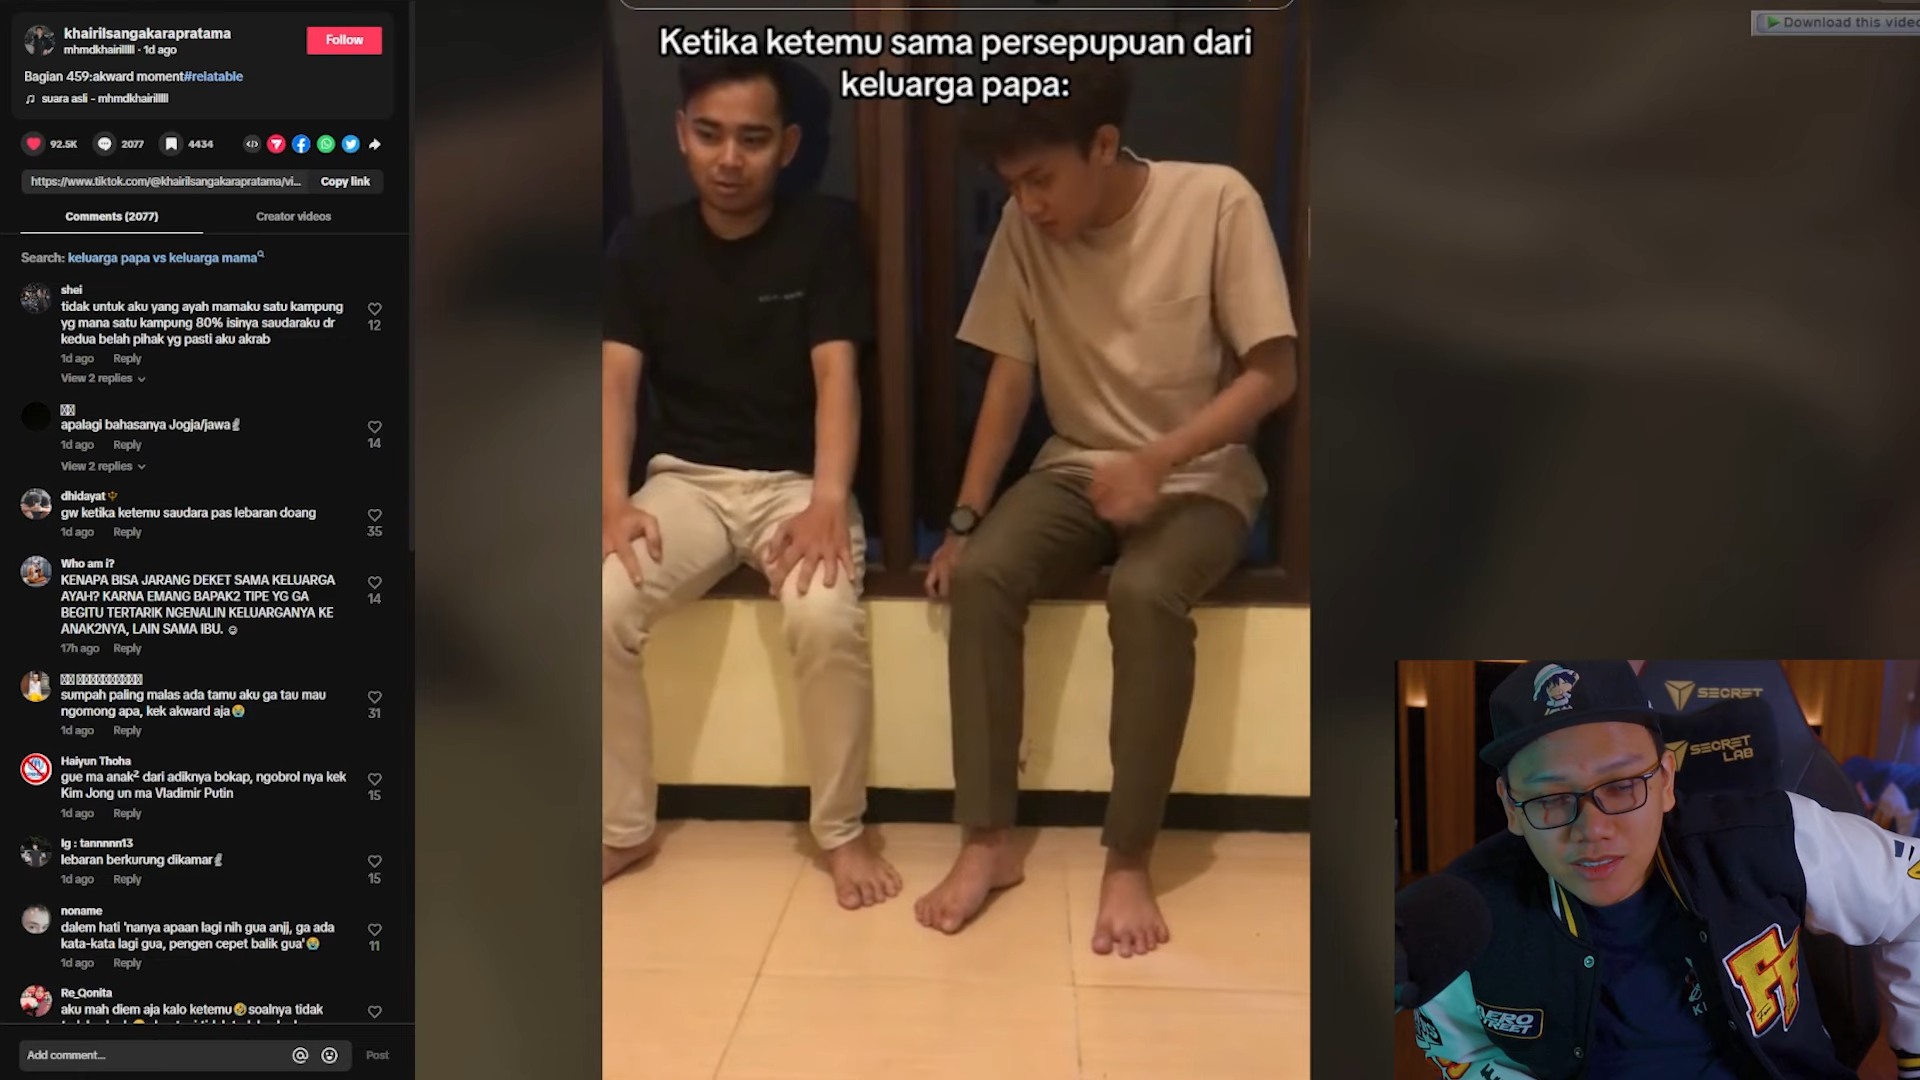 khairilsangakarapratama
mhmdkhairilllll · 1d ago
Follow
Bagian 459:akward moment#relatable
suara asli - mhmdkhairilllll
92.5K
2077
4434
https://www.tiktok.com/@khairilsangakarapratama/vi...
Copy link
Comments (2077)
Creator videos
Search: keluarga papa vs keluarga mama
shei
tidak untuk aku yang ayah mamaku satu kampung
yg mana satu kampung 80% isinya saudaraku dr
kedua belah pihak yg pasti aku akrab
12
1d ago Reply
View 2 replies
apalagi bahasanya Jogja/jawa
14
1d ago Reply
View 2 replies
dhidayat
gw ketika ketemu saudara pas lebaran doang
35
1d ago Reply
Who am i?
KENAPA BISA JARANG DEKET SAMA KELUARGA
AYAH? KARNA EMANG BAPAK2 TIPE YG GA
BEGITU TERTARIK NGENALIN KELUARGANYA KE
ANAK2NYA, LAIN SAMA IBU. ☺
14
17h ago Reply
sumpah paling malas ada tamu aku ga tau mau
ngomong apa, kek akward aja😭
31
1d ago Reply
Haiyun Thoha
gue ma anak² dari adiknya bokap, ngobrol nya kek
Kim Jong un ma Vladimir Putin
15
1d ago Reply
Ig : tannnnn13
lebaran berkurung dikamar
15
1d ago Reply
noname
dalem hati 'nanya apaan lagi nih gua anjj, ga ada
kata-kata lagi gua, pengen cepet balik gua'😭
11
1d ago Reply
Re_Qonita
aku mah diem aja kalo ketemu🤣soalnya tidak
Add comment...
Post
Ketika ketemu sama persepupuan dari
keluarga papa:
Download this video
SECRET
SECRET
LAB
AERO
STREET